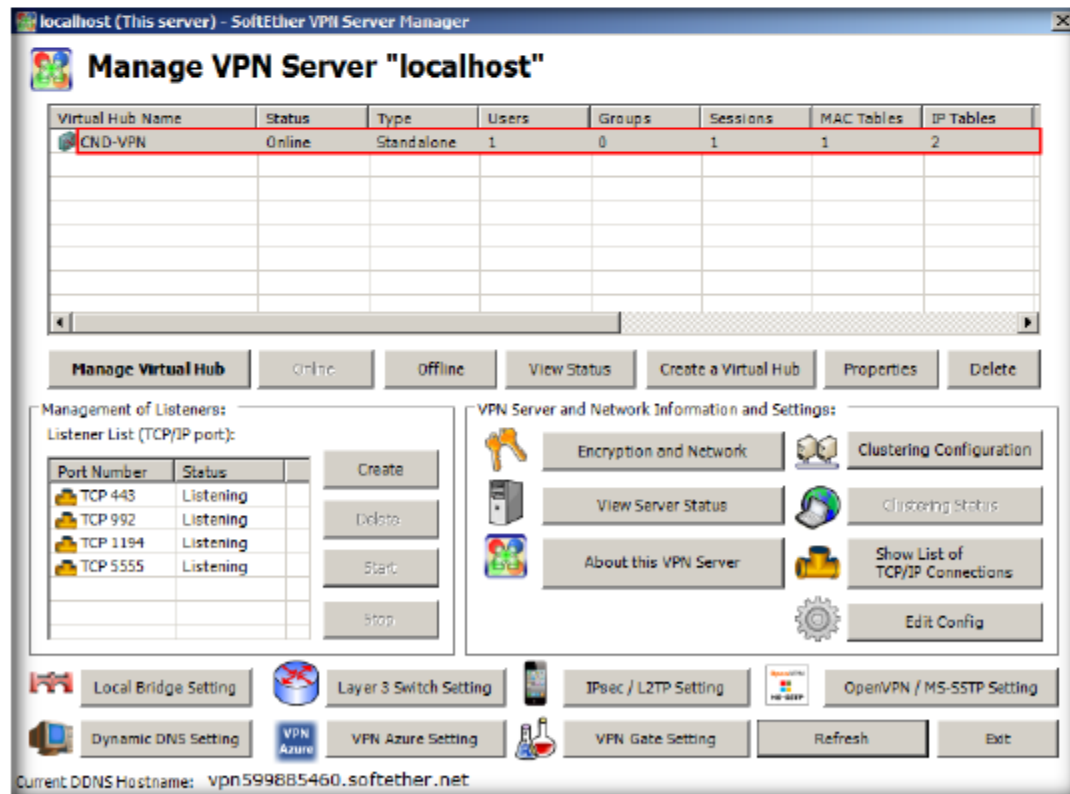 localhost (This server) - SoftEther VPN Server Manager
Manage VPN Server "localhost"
Virtual Hub Name Status Type Users Groups Sessions MAC Tables IP Tables
CND-VPN Online Standalone 1 0 1 1 2
Manage Virtual Hub Online Offline View Status Create a Virtual Hub Properties Delete
Management of Listeners:
Listener List (TCP/IP port):
Port Number Status
TCP 443 Listening
TCP 992 Listening
TCP 1194 Listening
TCP 5555 Listening
Create
Delete
Start
Stop
VPN Server and Network Information and Settings:
Encryption and Network
Clustering Configuration
View Server Status
Clustering Status
About this VPN Server
Show List of
TCP/IP Connections
Edit Config
Local Bridge Setting Layer 3 Switch Setting IPsec / L2TP Setting OpenVPN / MS-SSTP Setting
Dynamic DNS Setting VPN Azure VPN Azure Setting VPN Gate Setting Refresh Exit
Current DDNS Hostname: vpn599885460.softether.net